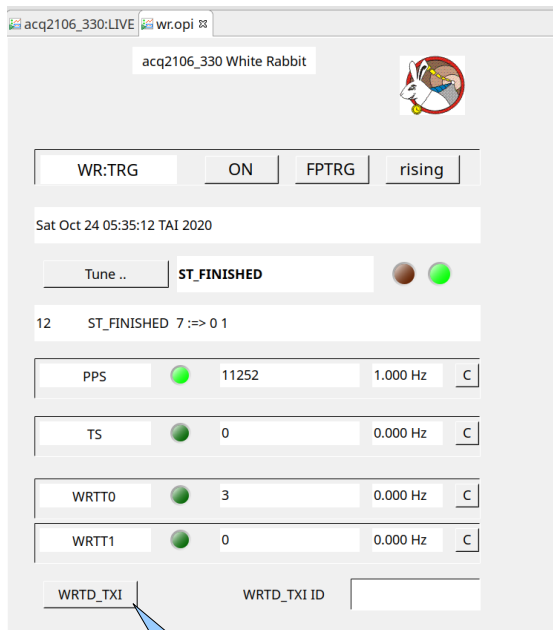 acq2106_330:LIVE wr.opi
acq2106_330 White Rabbit
WR:TRG ON FPTRG rising
Sat Oct 24 05:35:12 TAI 2020
Tune .. ST_FINISHED
12 ST_FINISHED 7 :=> 0 1
PPS 11252 1.000 Hz C
TS 0 0.000 Hz C
WRTT0 3 0.000 Hz C
WRTT1 0 0.000 Hz C
WRTD_TXI WRTD_TXI ID